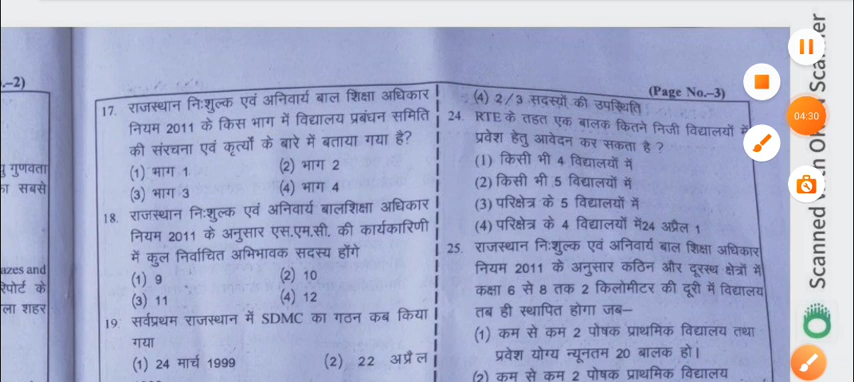 .–2)
गुणवता
सबसे
azes and
रिपोर्ट के
ला शहर
17. राजस्थान निःशुल्क एवं अनिवार्य बाल शिक्षा अधिकार
नियम 2011 के किस भाग में विद्यालय प्रबंधन समिति
की संरचना एवं कृत्यों के बारे में बताया गया है?
(1) भाग 1 (2) भाग 2
(3) भाग 3 (4) भाग 4
18. राजस्थान निःशुल्क एवं अनिवार्य बालशिक्षा अधिकार
नियम 2011 के अनुसार एस.एम.सी. की कार्यकारिणी
में कुल निर्वाचित अभिभावक सदस्य होंगे
(1) 9 (2) 10
(3) 11 (4) 12
19. सर्वप्रथम राजस्थान में SDMC का गठन कब किया
गया
(1) 24 मार्च 1999 (2) 22 अप्रैल
(Page No.–3)
(4) 2/3 सदस्यों की उपस्थिति
24. RTE के तहत एक बालक कितने निजी विद्यालयों में
प्रवेश हेतु आवेदन कर सकता है ?
(1) किसी भी 4 विद्यालयों में
(2) किसी भी 5 विद्यालयों में
(3) परिक्षेत्र के 5 विद्यालयों में
(4) परिक्षेत्र के 4 विद्यालयों में24 अप्रैल 1
25. राजस्थान निःशुल्क एवं अनिवार्य बाल शिक्षा अधिकार
नियम 2011 के अनुसार कठिन और दूरस्थ क्षेत्रों में
कक्षा 6 से 8 तक 2 किलोमीटर की दूरी में विद्यालय
तब ही स्थापित होगा जब–
(1) कम से कम 2 पोषक प्राथमिक विद्यालय तथा
प्रवेश योग्य न्यूनतम 20 बालक हो।
(2) कम से कम 2 पोषक प्राथमिक विद्यालय
04:30
Scanned